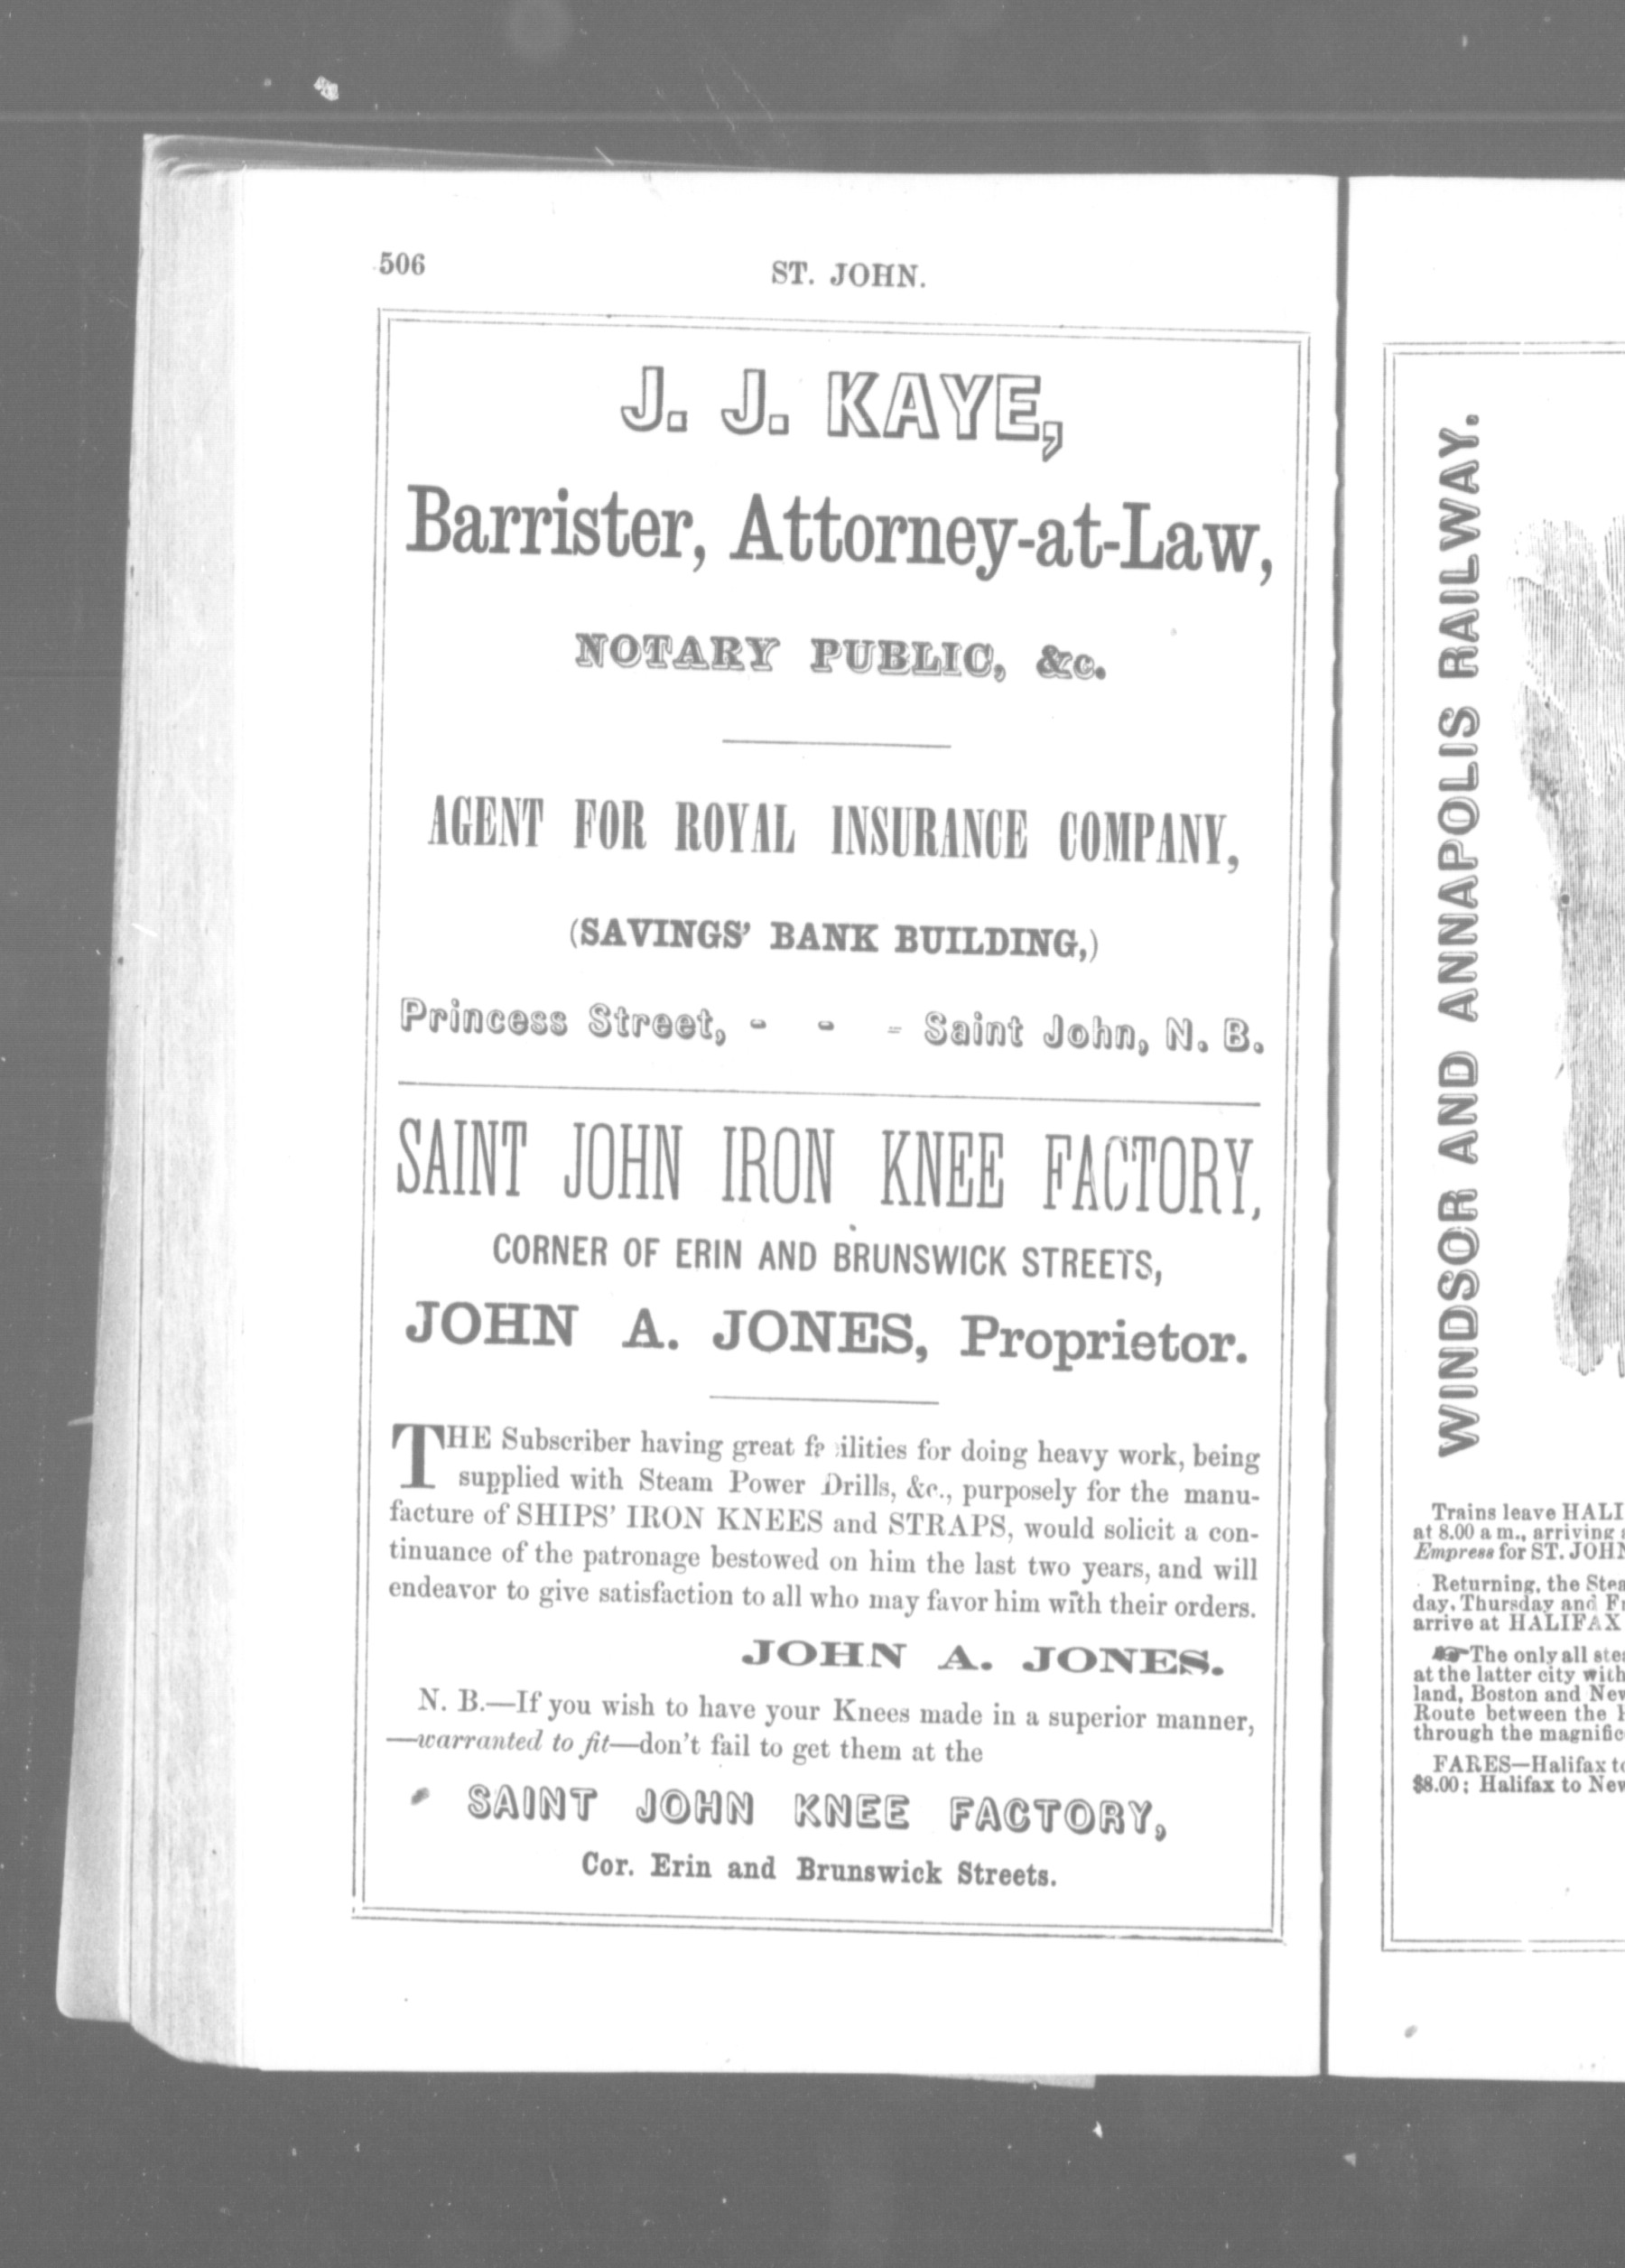 506
ST. JOHN.
J. J. KAYE,
Barrister, Attorney-at-Law,
NOTARY PUBLIC, &c.
AGENT FOR ROYAL INSURANCE COMPANY,
(SAVINGS' BANK BUILDING,)
Princess Street, - - - Saint John, N. B.
SAINT JOHN IRON KNEE FACTORY,
CORNER OF ERIN AND BRUNSWICK STREETS,
JOHN A. JONES, Proprietor.
THE Subscriber having great fa ilities for doing heavy work, being
supplied with Steam Power Drills, &c., purposely for the manu-
facture of SHIPS' IRON KNEES and STRAPS, would solicit a con-
tinuance of the patronage bestowed on him the last two years, and will
endeavor to give satisfaction to all who may favor him with their orders.
JOHN A. JONES.
N. B.—If you wish to have your Knees made in a superior manner,
—warranted to fit—don't fail to get them at the
SAINT JOHN KNEE FACTORY,
Cor. Erin and Brunswick Streets.
WINDSOR AND ANNAPOLIS RAILWAY.
Trains leave HALI
at 8.00 a m., arriving
Empress for ST. JOHN
Returning, the Stea
day, Thursday and Fr
arrive at HALIFAX
☛The only all stea
at the latter city with
land, Boston and New
Route between the
through the magnific
FARES—Halifax to
$8.00; Halifax to New